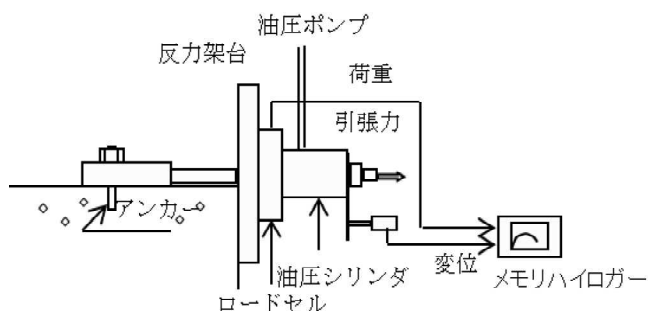 油圧ポンプ
反力架台
荷重
引張力
アンカー
油圧シリンダ
変位
メモリハイロガー
ロードセル